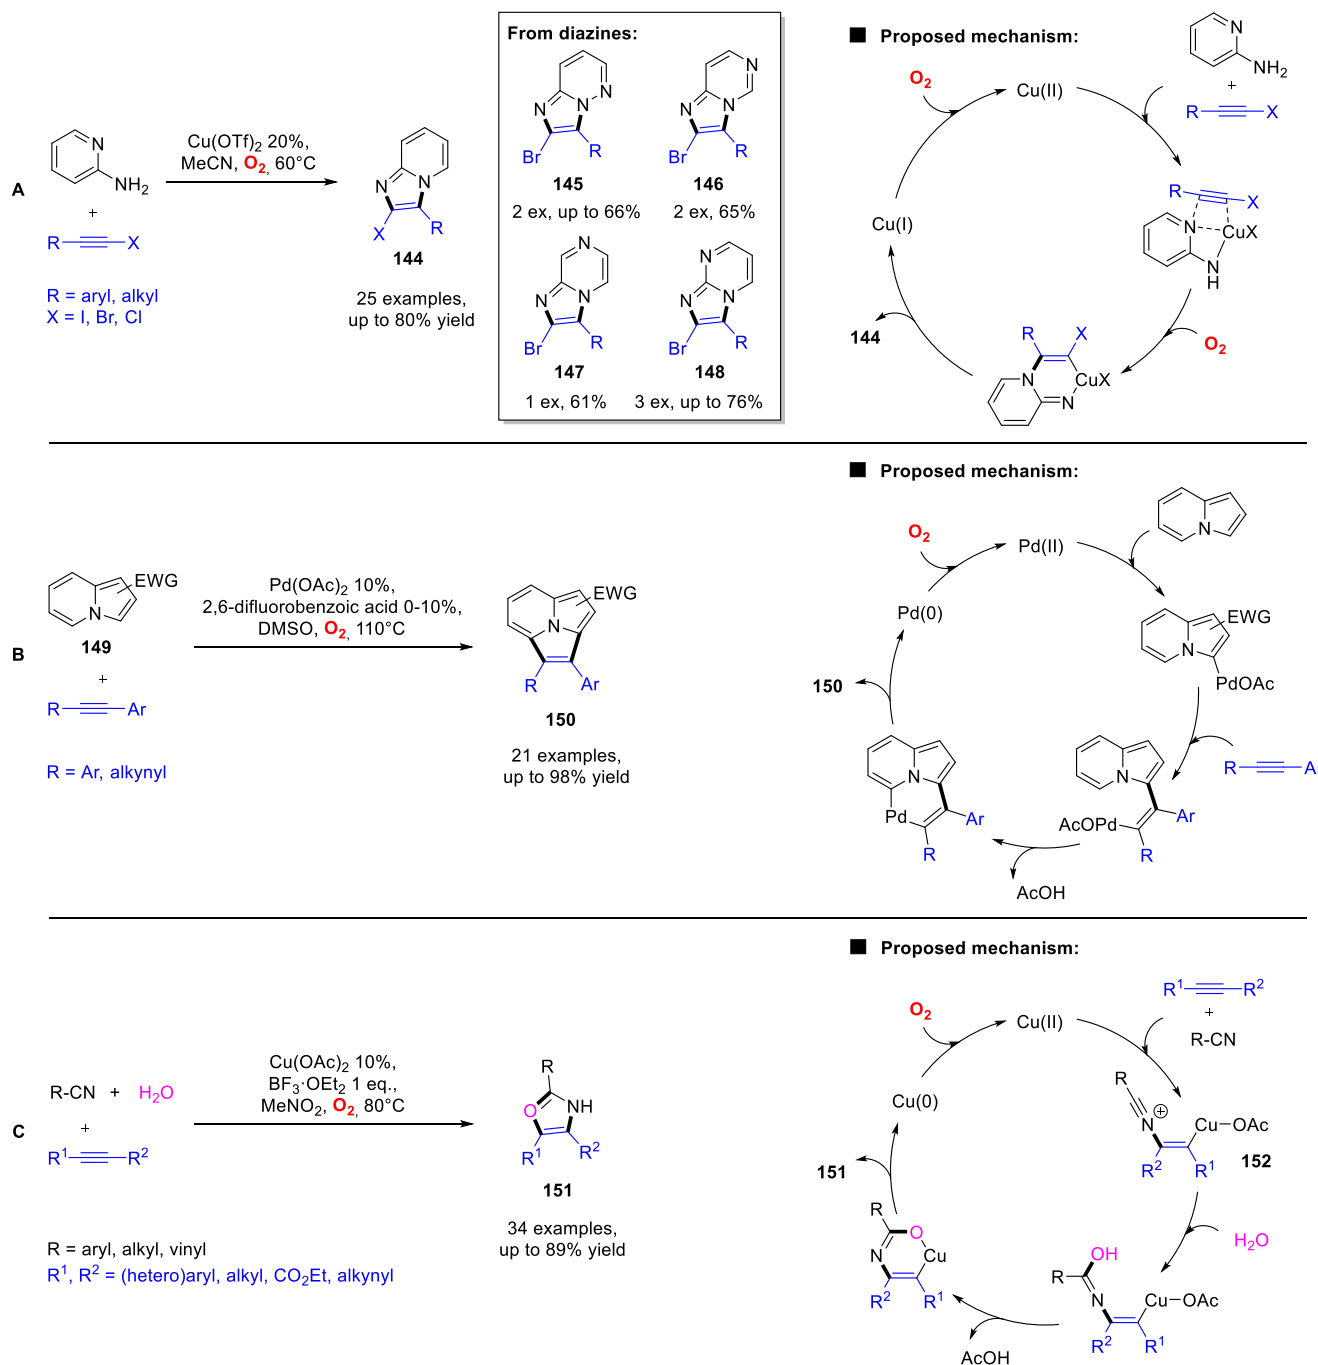 A
N
NH₂
+
R
X
R = aryl, alkyl
X = I, Br, Cl
Cu(OTf)₂ 20%,
MeCN, O₂, 60°C
N
N
X
R
144
25 examples,
up to 80% yield
From diazines:
N
N
N
Br
R
145
2 ex, up to 66%
N
N
N
Br
R
146
2 ex, 65%
N
N
N
Br
R
147
1 ex, 61%
N
N
N
Br
R
148
3 ex, up to 76%
Proposed mechanism:
O₂
Cu(II)
N
NH₂
+
R
X
R
X
N
CuX
N
H
O₂
R
X
N
CuX
N
144
Cu(I)
B
EWG
N
149
+
R
Ar
R = Ar, alkynyl
Pd(OAc)₂ 10%,
2,6-difluorobenzoic acid 0-10%,
DMSO, O₂, 110°C
EWG
N
R
Ar
150
21 examples,
up to 98% yield
Proposed mechanism:
O₂
Pd(II)
N
EWG
N
PdOAc
R
Ar
N
AcOPd
Ar
R
AcOH
N
Pd
Ar
R
150
Pd(0)
C
R-CN + H₂O
+
R¹
R²
R = aryl, alkyl, vinyl
R¹, R² = (hetero)aryl, alkyl, CO₂Et, alkynyl
Cu(OAc)₂ 10%,
BF₃·OEt₂ 1 eq.,
MeNO₂, O₂, 80°C
R
O
NH
R¹
R²
151
34 examples,
up to 89% yield
Proposed mechanism:
O₂
Cu(II)
R¹
R²
+
R-CN
R
N
+
Cu
OAc
R²
R¹
152
H₂O
OH
R
N
Cu
OAc
R²
R¹
AcOH
R
O
N
Cu
R²
R¹
151
Cu(0)